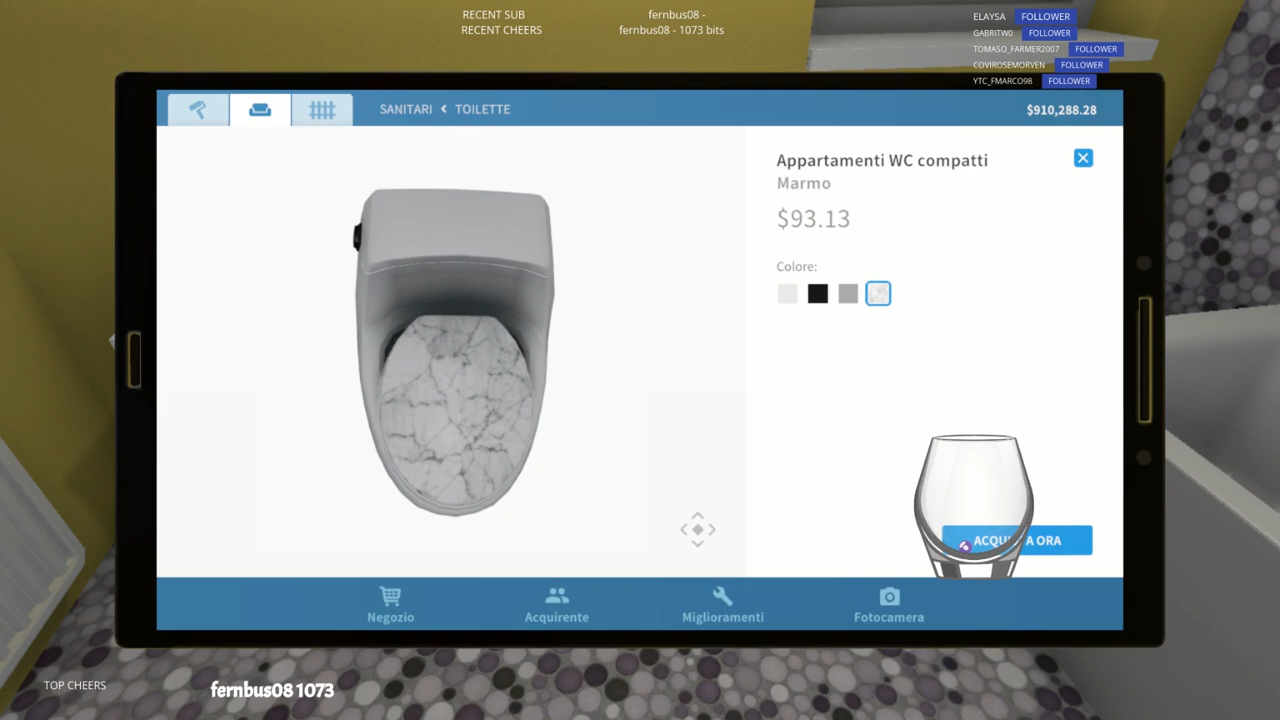 RECENT SUB
fernbus08 -
RECENT CHEERS
fernbus08 - 1073 bits
ELAYSA FOLLOWER
GABRITW0 FOLLOWER
TOMASO_FARMER2007 FOLLOWER
COVIROSEMORVEN FOLLOWER
YTC_FMARCO98 FOLLOWER
SANITARI < TOILETTE
$910,288.28
Appartamenti WC compatti
Marmo
$93.13
Colore:
ORA
Negozio
Acquirente
Miglioramenti
Fotocamera
TOP CHEERS
fernbus08 1073